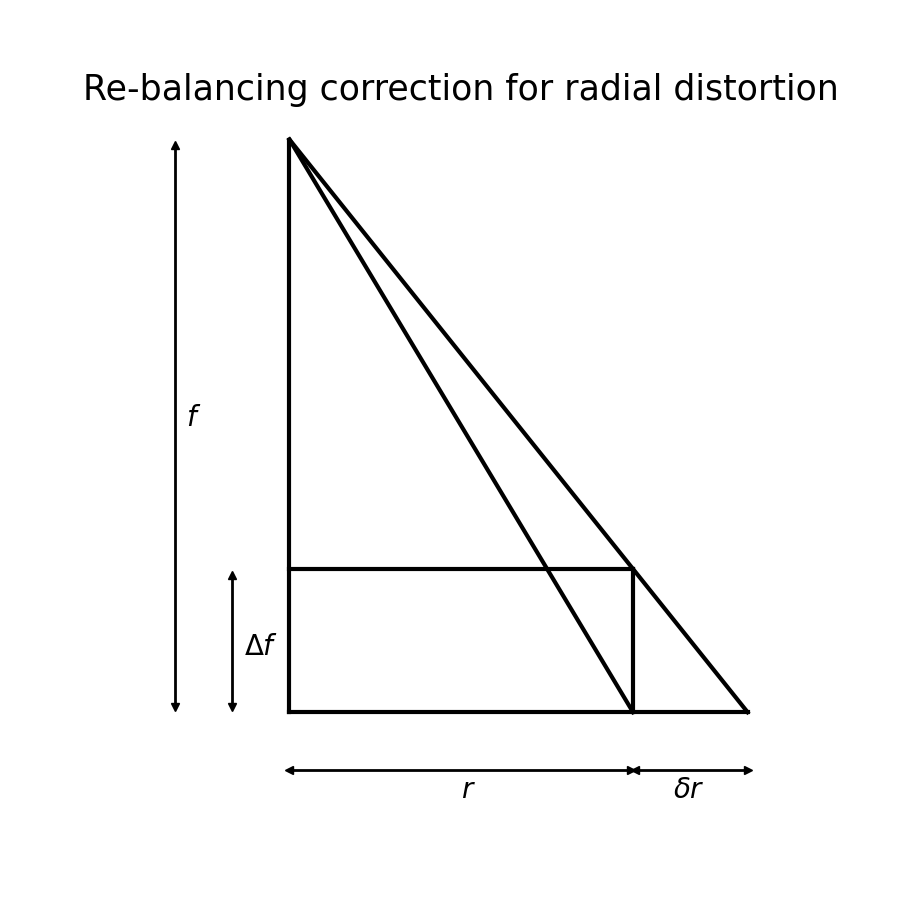 Re-balancing correction for radial distortion
f
Δf
r
δr